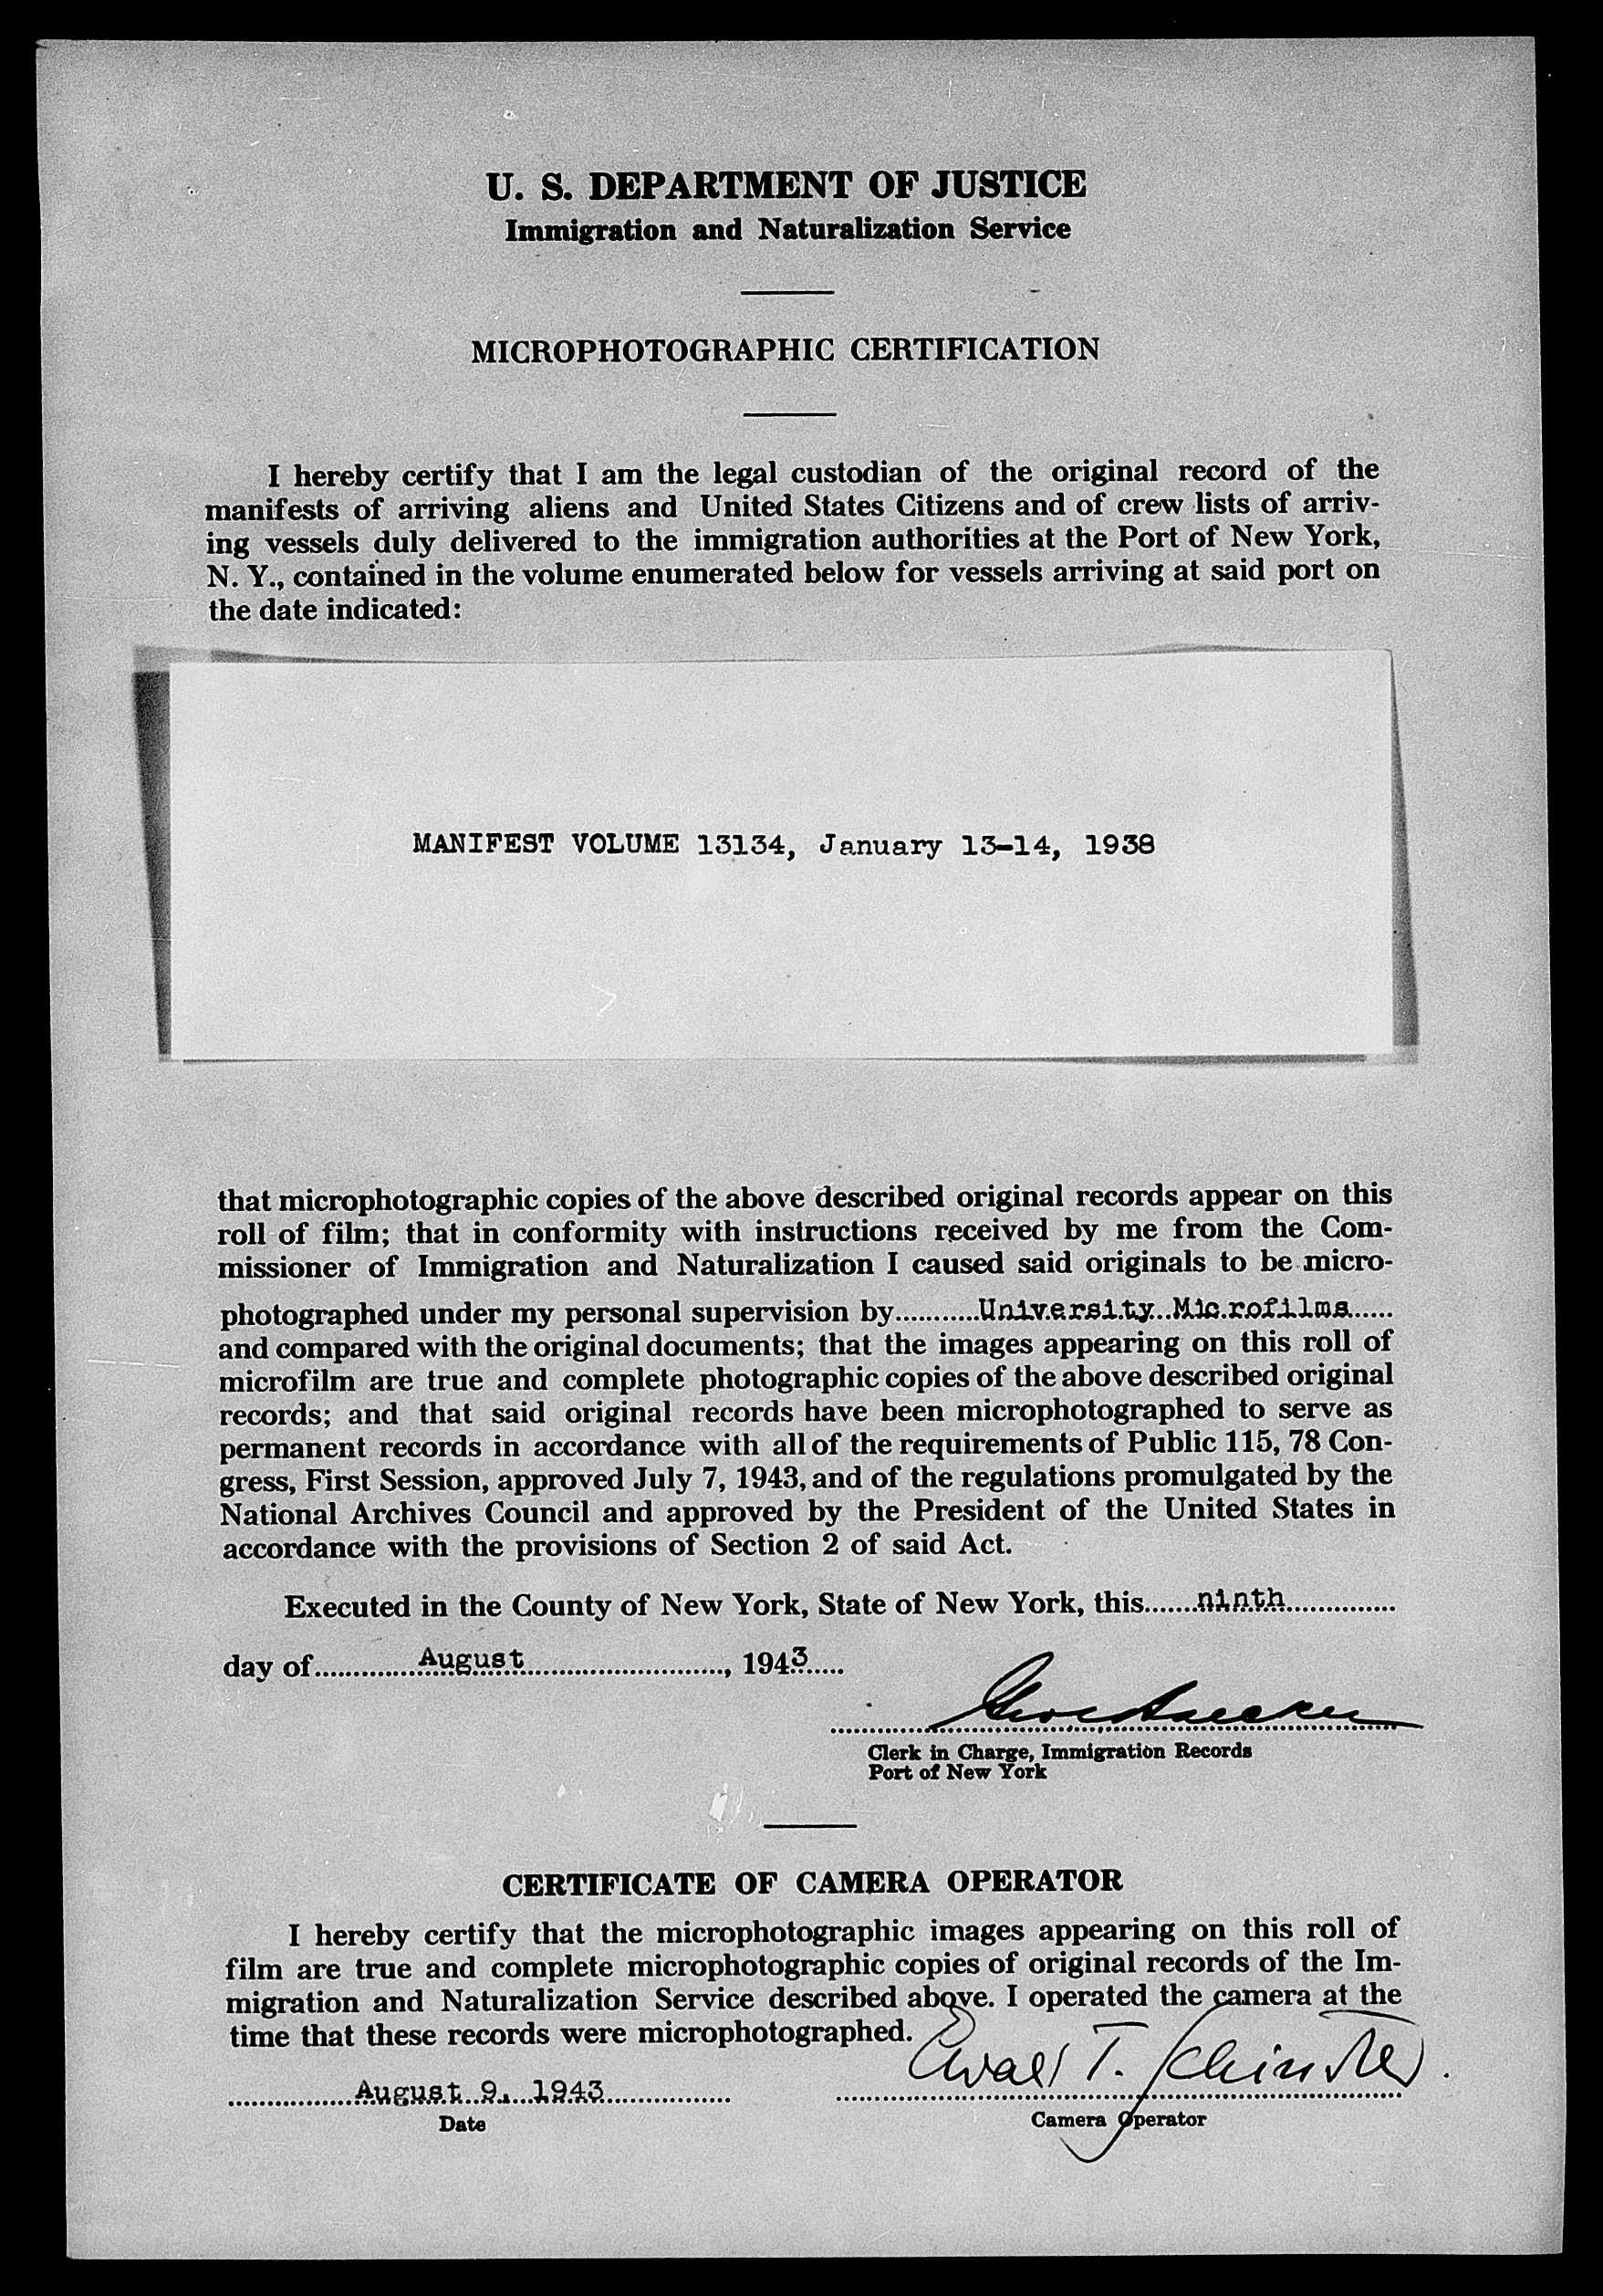 U. S. DEPARTMENT OF JUSTICE
Immigration and Naturalization Service
MICROPHOTOGRAPHIC CERTIFICATION
I hereby certify that I am the legal custodian of the original record of the
manifests of arriving aliens and United States Citizens and of crew lists of arriv-
ing vessels duly delivered to the immigration authorities at the Port of New York,
N. Y., contained in the volume enumerated below for vessels arriving at said port on
the date indicated:
MANIFEST VOLUME 13134, January 13-14, 1938
that microphotographic copies of the above described original records appear on this
roll of film; that in conformity with instructions received by me from the Com-
missioner of Immigration and Naturalization I caused said originals to be micro-
photographed under my personal supervision by University Microfilms
and compared with the original documents; that the images appearing on this roll of
microfilm are true and complete photographic copies of the above described original
records; and that said original records have been microphotographed to serve as
permanent records in accordance with all of the requirements of Public 115, 78 Con-
gress, First Session, approved July 7, 1943, and of the regulations promulgated by the
National Archives Council and approved by the President of the United States in
accordance with the provisions of Section 2 of said Act.
Executed in the County of New York, State of New York, this ninth
day of August, 1943
Clerk in Charge, Immigration Records
Port of New York
CERTIFICATE OF CAMERA OPERATOR
I hereby certify that the microphotographic images appearing on this roll of
film are true and complete microphotographic copies of original records of the Im-
migration and Naturalization Service described above. I operated the camera at the
time that these records were microphotographed.
T.
August 9, 1943
Date
Camera Operator